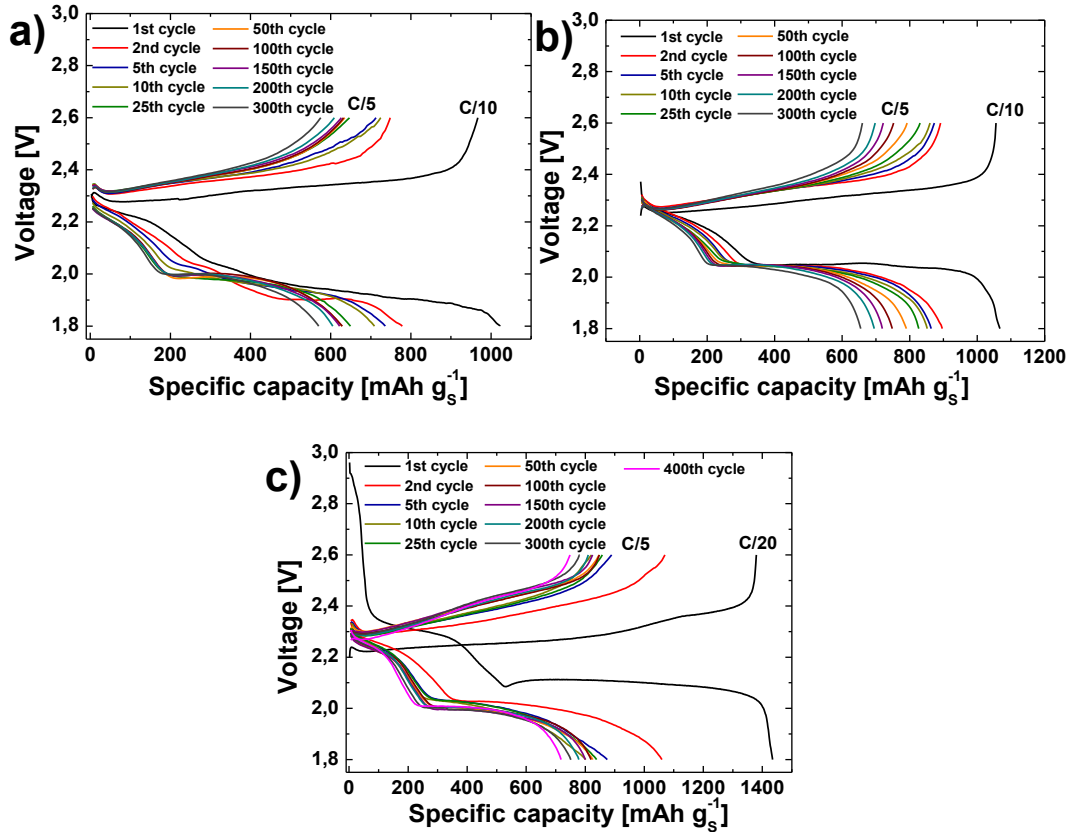 a)
3,0
2,8
2,6
2,4
2,2
2,0
1,8
Voltage [V]
1st cycle
2nd cycle
5th cycle
10th cycle
25th cycle
50th cycle
100th cycle
150th cycle
200th cycle
300th cycle
C/5
C/10
0 200 400 600 800 1000
Specific capacity [mAh gS-1]
b)
3,0
2,8
2,6
2,4
2,2
2,0
1,8
Voltage [V]
1st cycle
2nd cycle
5th cycle
10th cycle
25th cycle
50th cycle
100th cycle
150th cycle
200th cycle
300th cycle
C/5
C/10
0 200 400 600 800 1000 1200
Specific capacity [mAh gS-1]
c)
3,0
2,8
2,6
2,4
2,2
2,0
1,8
Voltage [V]
1st cycle
2nd cycle
5th cycle
10th cycle
25th cycle
50th cycle
100th cycle
150th cycle
200th cycle
300th cycle
400th cycle
C/5
C/20
0 200 400 600 800 1000 1200 1400
Specific capacity [mAh gS-1]